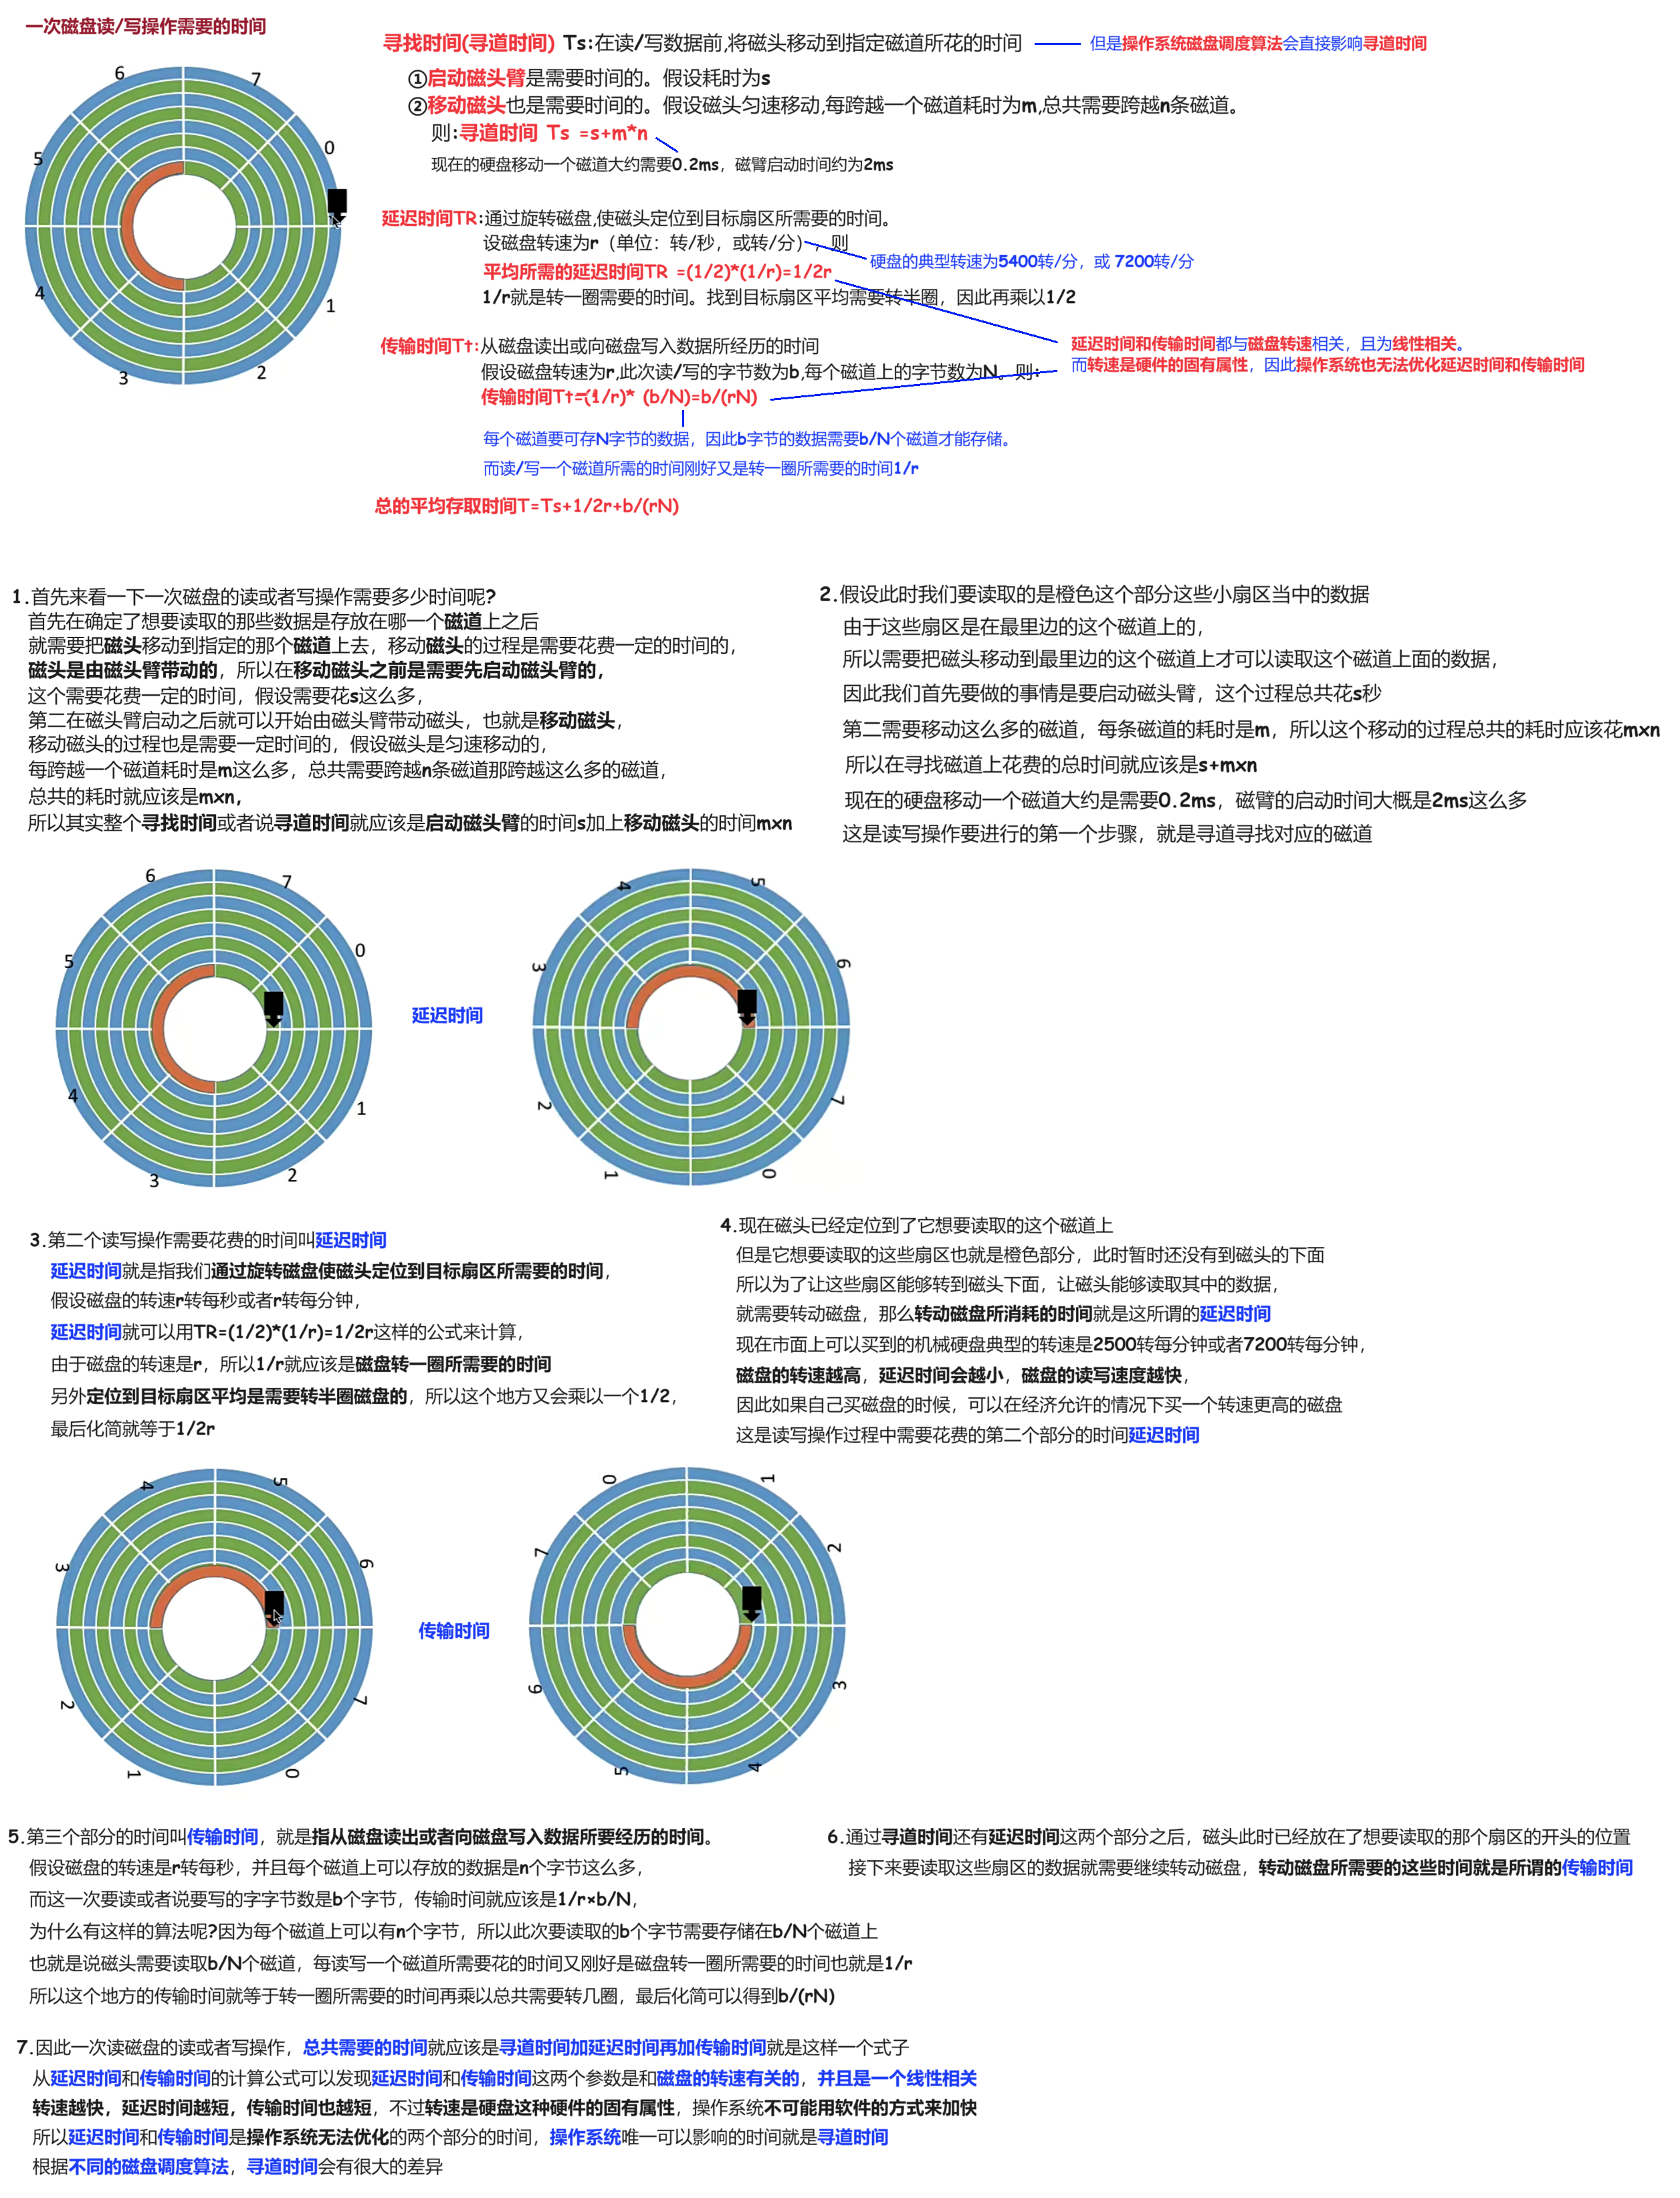 一次磁盘读/写操作需要的时间
6
7
5
0
4
1
3
2
寻找时间(寻道时间) Ts:在读/写数据前,将磁头移动到指定磁道所花的时间
但是操作系统磁盘调度算法会直接影响寻道时间
①启动磁头臂是需要时间的。假设耗时为s
②移动磁头也是需要时间的。假设磁头匀速移动,每跨越一个磁道耗时为m,总共需要跨越n条磁道。
则:寻道时间 Ts =s+m*n
现在的硬盘移动一个磁道大约需要0.2ms，磁臂启动时间约为2ms
延迟时间TR:通过旋转磁盘,使磁头定位到目标扇区所需要的时间。
设磁盘转速为r（单位：转/秒，或转/分），则
硬盘的典型转速为5400转/分，或 7200转/分
平均所需的延迟时间TR =(1/2)*(1/r)=1/2r
1/r就是转一圈需要的时间。找到目标扇区平均需要转半圈，因此再乘以1/2
传输时间Tt:从磁盘读出或向磁盘写入数据所经历的时间
假设磁盘转速为r,此次读/写的字节数为b,每个磁道上的字节数为N。则:
传输时间Tt=(1/r)* (b/N)=b/(rN)
延迟时间和传输时间都与磁盘转速相关，且为线性相关。
而转速是硬件的固有属性，因此操作系统也无法优化延迟时间和传输时间
每个磁道要可存N字节的数据，因此b字节的数据需要b/N个磁道才能存储。
而读/写一个磁道所需的时间刚好又是转一圈所需要的时间1/r
总的平均存取时间T=Ts+1/2r+b/(rN)
1.首先来看一下一次磁盘的读或者写操作需要多少时间呢?
首先在确定了想要读取的那些数据是存放在哪一个磁道上之后
就需要把磁头移动到指定的那个磁道上去，移动磁头的过程是需要花费一定的时间的，
磁头是由磁头臂带动的，所以在移动磁头之前是需要先启动磁头臂的，
这个需要花费一定的时间，假设需要花s这么多，
第二在磁头臂启动之后就可以开始由磁头臂带动磁头，也就是移动磁头，
移动磁头的过程也是需要一定时间的，假设磁头是匀速移动的，
每跨越一个磁道耗时是m这么多，总共需要跨越n条磁道那跨越这么多的磁道，
总共的耗时就应该是m×n，
所以其实整个寻找时间或者说寻道时间就应该是启动磁头臂的时间s加上移动磁头的时间m×n
2.假设此时我们要读取的是橙色这个部分这些小扇区当中的数据
由于这些扇区是在最里边的这个磁道上的，
所以需要把磁头移动到最里边的这个磁道上才可以读取这个磁道上面的数据，
因此我们首先要做的事情是要启动磁头臂，这个过程总共花s秒
第二需要移动这么多的磁道，每条磁道的耗时是m，所以这个移动的过程总共的耗时应该花m×n
所以在寻找磁道上花费的总时间就应该是s+m×n
现在的硬盘移动一个磁道大约是需要0.2ms，磁臂的启动时间大概是2ms这么多
这是读写操作要进行的第一个步骤，就是寻道寻找对应的磁道
6
7
5
0
4
1
3
2
延迟时间
4
5
3
6
2
7
1
0
3.第二个读写操作需要花费的时间叫延迟时间
延迟时间就是指我们通过旋转磁盘使磁头定位到目标扇区所需要的时间，
假设磁盘的转速r转每秒或者r转每分钟，
延迟时间就可以用TR=(1/2)*(1/r)=1/2r这样的公式来计算，
由于磁盘的转速是r，所以1/r就应该是磁盘转一圈所需要的时间
另外定位到目标扇区平均是需要转半圈磁盘的，所以这个地方又会乘以一个1/2，
最后化简就等于1/2r
4.现在磁头已经定位到了它想要读取的这个磁道上
但是它想要读取的这些扇区也就是橙色部分，此时暂时还没有到磁头的下面
所以为了让这些扇区能够转到磁头下面，让磁头能够读取其中的数据，
就需要转动磁盘，那么转动磁盘所消耗的时间就是这所谓的延迟时间
现在市面上可以买到的机械硬盘典型的转速是2500转每分钟或者7200转每分钟，
磁盘的转速越高，延迟时间会越小，磁盘的读写速度越快，
因此如果自己买磁盘的时候，可以在经济允许的情况下买一个转速更高的磁盘
这是读写操作过程中需要花费的第二个部分的时间延迟时间
4
5
3
6
2
7
1
0
传输时间
0
1
7
2
6
3
5
4
5.第三个部分的时间叫传输时间，就是指从磁盘读出或者向磁盘写入数据所要经历的时间。
假设磁盘的转速是r转每秒，并且每个磁道上可以存放的数据是n个字节这么多，
而这一次要读或者说要写的字字节数是b个字节，传输时间就应该是1/r×b/N，
为什么有这样的算法呢?因为每个磁道上可以有n个字节，所以此次要读取的b个字节需要存储在b/N个磁道上
也就是说磁头需要读取b/N个磁道，每读写一个磁道所需要花的时间又刚好是磁盘转一圈所需要的时间也就是1/r
所以这个地方的传输时间就等于转一圈所需要的时间再乘以总共需要转几圈，最后化简可以得到b/(rN)
6.通过寻道时间还有延迟时间这两个部分之后，磁头此时已经放在了想要读取的那个扇区的开头的位置
接下来要读取这些扇区的数据就需要继续转动磁盘，转动磁盘所需要的这些时间就是所谓的传输时间
7.因此一次读磁盘的读或者写操作，总共需要的时间就应该是寻道时间加延迟时间再加传输时间就是这样一个式子
从延迟时间和传输时间的计算公式可以发现延迟时间和传输时间这两个参数是和磁盘的转速有关的，并且是一个线性相关
转速越快，延迟时间越短，传输时间也越短，不过转速是硬盘这种硬件的固有属性，操作系统不可能用软件的方式来加快
所以延迟时间和传输时间是操作系统无法优化的两个部分的时间，操作系统唯一可以影响的时间就是寻道时间
根据不同的磁盘调度算法，寻道时间会有很大的差异